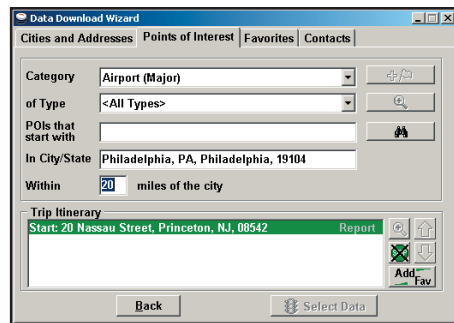 Data Download Wizard
Cities and Addresses Points of Interest Favorites Contacts
Category Airport (Major)
of Type <All Types>
POIs that start with
In City/State Philadelphia, PA, Philadelphia, 19104
Within 20 miles of the city
Trip Itinerary
Start: 20 Nassau Street, Princeton, NJ, 08542 Report
Add Fav
Back Select Data